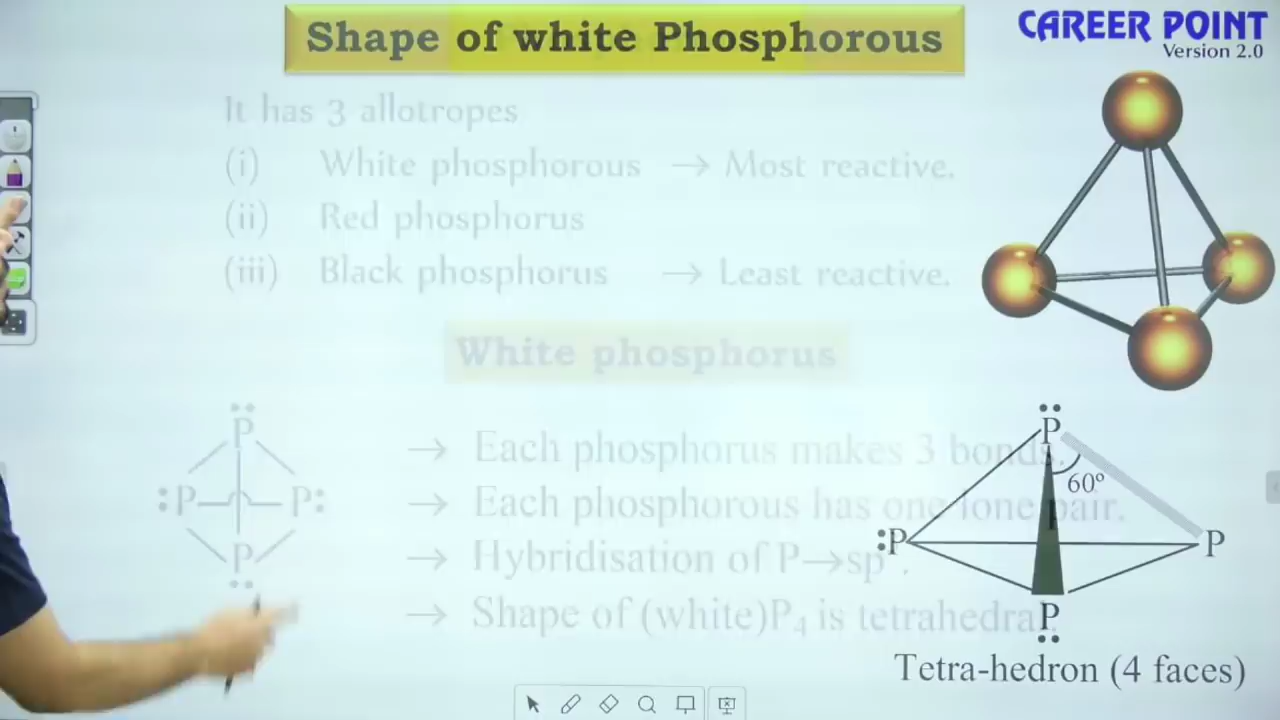 Shape of white Phosphorous
CAREER POINT
Version 2.0
It has 3 allotropes
(i) White phosphorous → Most reactive.
(ii) Red phosphorus
(iii) Black phosphorus → Least reactive.
White phosphorus
P
:P P:
P
→ Each phosphorus makes 3 bonds.
→ Each phosphorous has one lone pair.
→ Hybridisation of P→sp
→ Shape of (white)P₄ is tetrahedral.
P
60º
:P P
P
Tetra-hedron (4 faces)